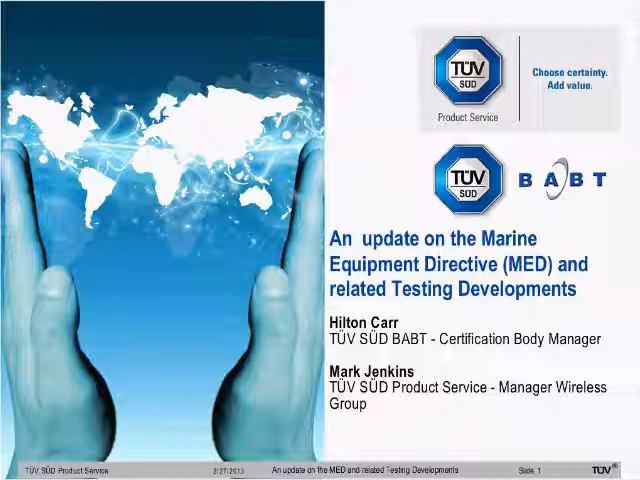 TÜV
SÜD
Choose certainty.
Add value.
Product Service
TÜV
SÜD
BABT
An update on the Marine
Equipment Directive (MED) and
related Testing Developments
Hilton Carr
TÜV SÜD BABT - Certification Body Manager
Mark Jenkins
TÜV SÜD Product Service - Manager Wireless
Group
TÜV SÜD Product Service 2/27/2013 An update on the MED and related Testing Developments Slide 1 TÜV®